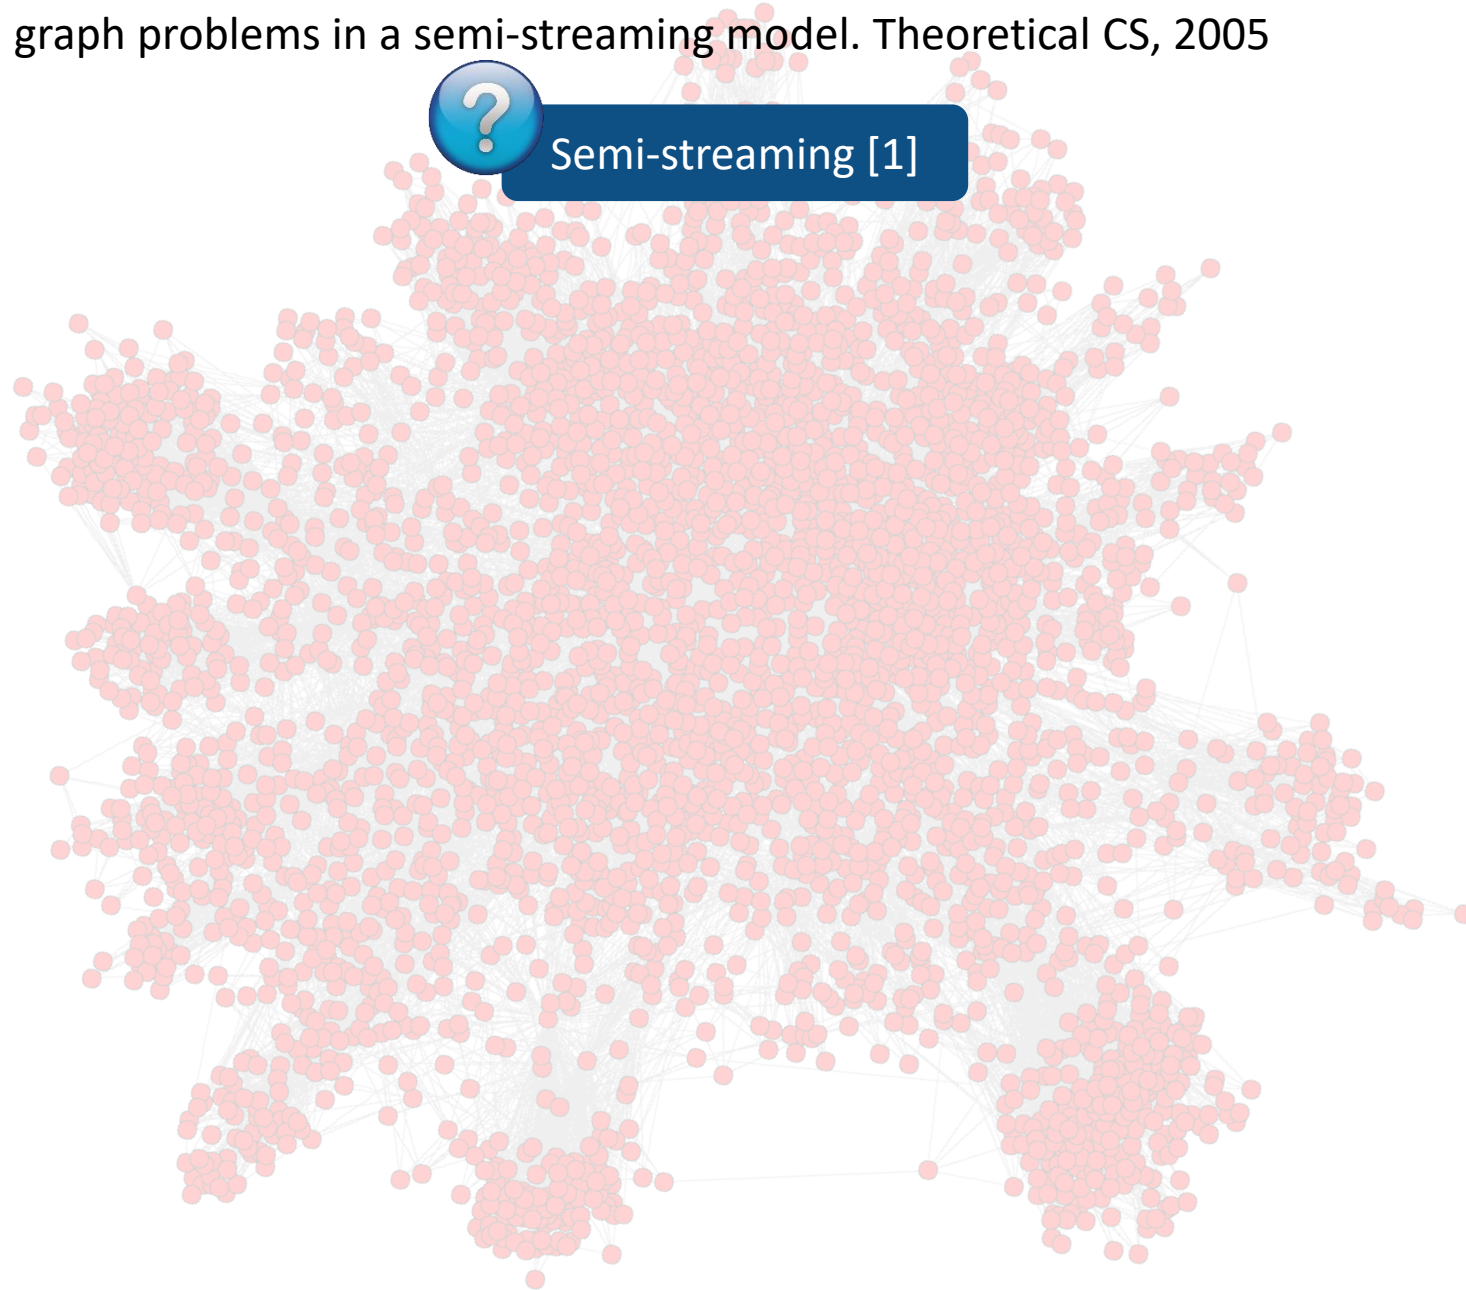 graph problems in a semi-streaming model. Theoretical CS, 2005
?
Semi-streaming [1]